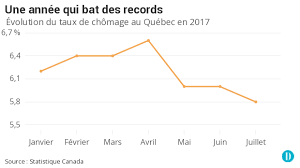 Une année qui bat des records
Évolution du taux de chômage au Québec en 2017
6,7 %
6,4
6,1
5,8
5,5
Janvier Février Mars Avril Mai Juin Juillet
Source : Statistique Canada
D